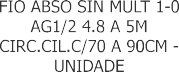 FIO ABSO SIN MULT 1-0
AG1/2 4.8 A 5M
CIRC.CIL.C/70 A 90CM -
UNIDADE